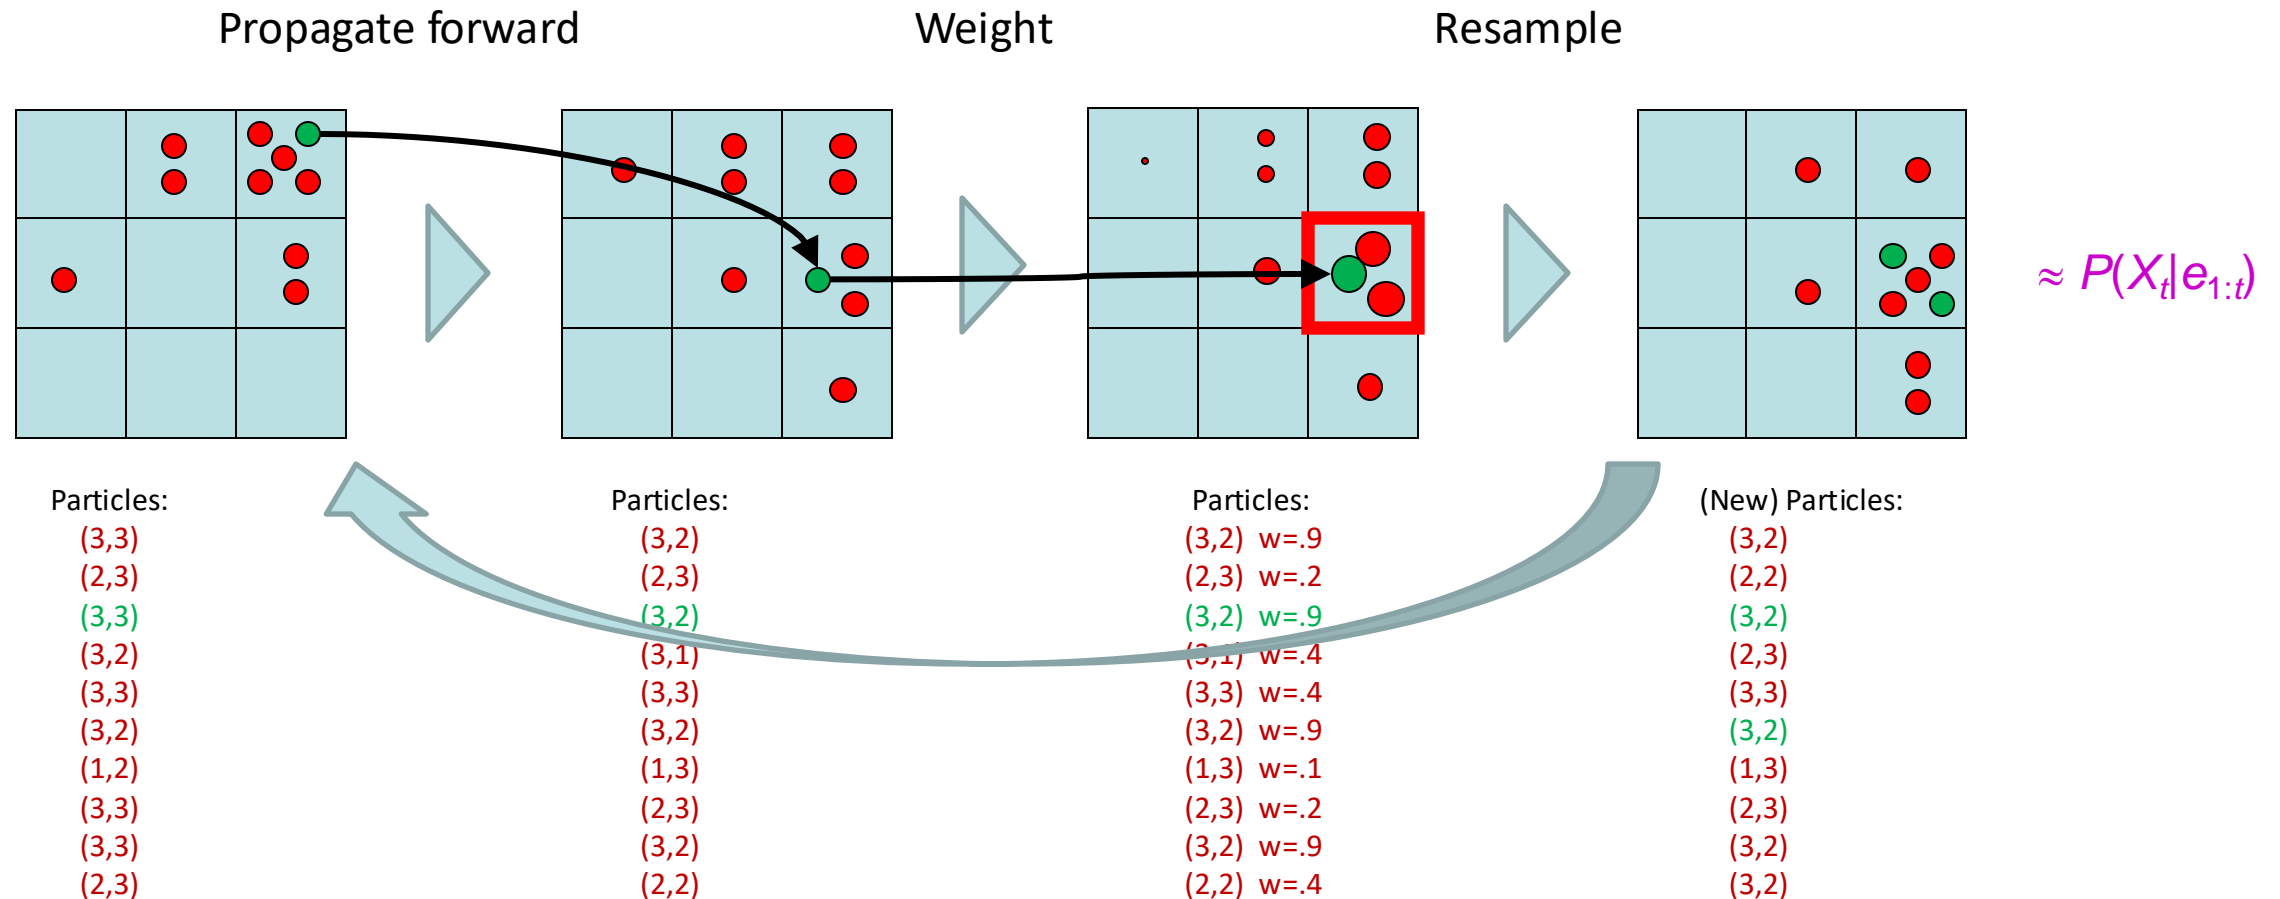 Propagate forward
Weight
Resample
≈ P(Xₜ|e₁:ₜ)
Particles:
(3,3)
(2,3)
(3,3)
(3,2)
(3,3)
(3,2)
(1,2)
(3,3)
(3,3)
(2,3)
Particles:
(3,2)
(2,3)
(3,2)
(3,1)
(3,3)
(3,2)
(1,3)
(2,3)
(3,2)
(2,2)
Particles:
(3,2) w=.9
(2,3) w=.2
(3,2) w=.9
(3,1) w=.4
(3,3) w=.4
(3,2) w=.9
(1,3) w=.1
(2,3) w=.2
(3,2) w=.9
(2,2) w=.4
(New) Particles:
(3,2)
(2,2)
(3,2)
(2,3)
(3,3)
(3,2)
(1,3)
(2,3)
(3,2)
(3,2)